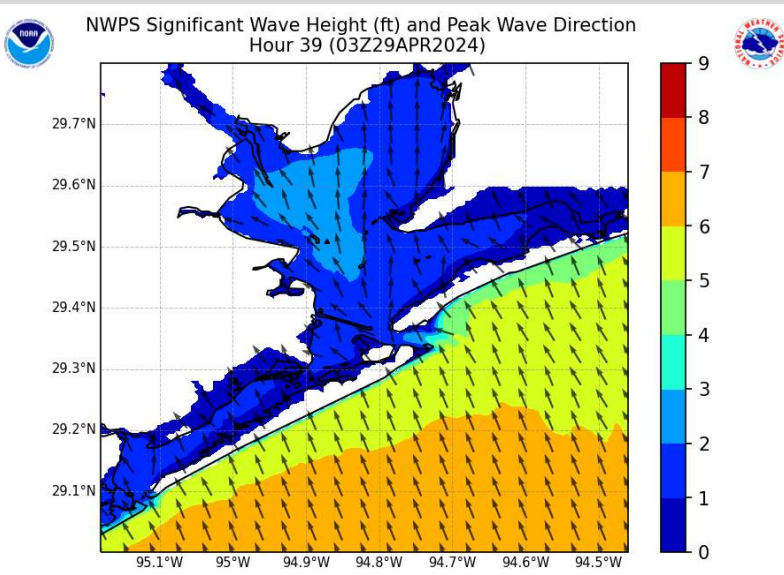 NWPS Significant Wave Height (ft) and Peak Wave Direction
Hour 39 (03Z29APR2024)
NOAA
29.7°N
29.6°N
29.5°N
29.4°N
29.3°N
29.2°N
29.1°N
95.1°W 95°W 94.9°W 94.8°W 94.7°W 94.6°W 94.5°W
9
8
7
6
5
4
3
2
1
0